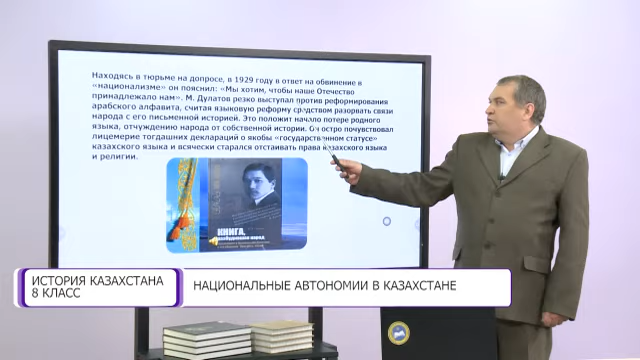 Находясь в тюрьме на допросе, в 1929 году в ответ на обвинение в
«национализме» он пояснил: «Мы хотим, чтобы наше Отечество
принадлежало нам». М. Дулатов резко выступал против реформирования
арабского алфавита, считая языковую реформу средством разорвать связи
народа с его письменной историей. Это положит начало потере родного
языка, отчуждению народа от собственной истории. Он остро почувствовал
лицемерие тогдашних деклараций о якобы «государственном статусе»
казахского языка и всячески старался отстаивать права казахского языка
и религии.
КНИГА,
ИСТОРИЯ КАЗАХСТАНА
8 КЛАСС
НАЦИОНАЛЬНЫЕ АВТОНОМИИ В КАЗАХСТАНЕ